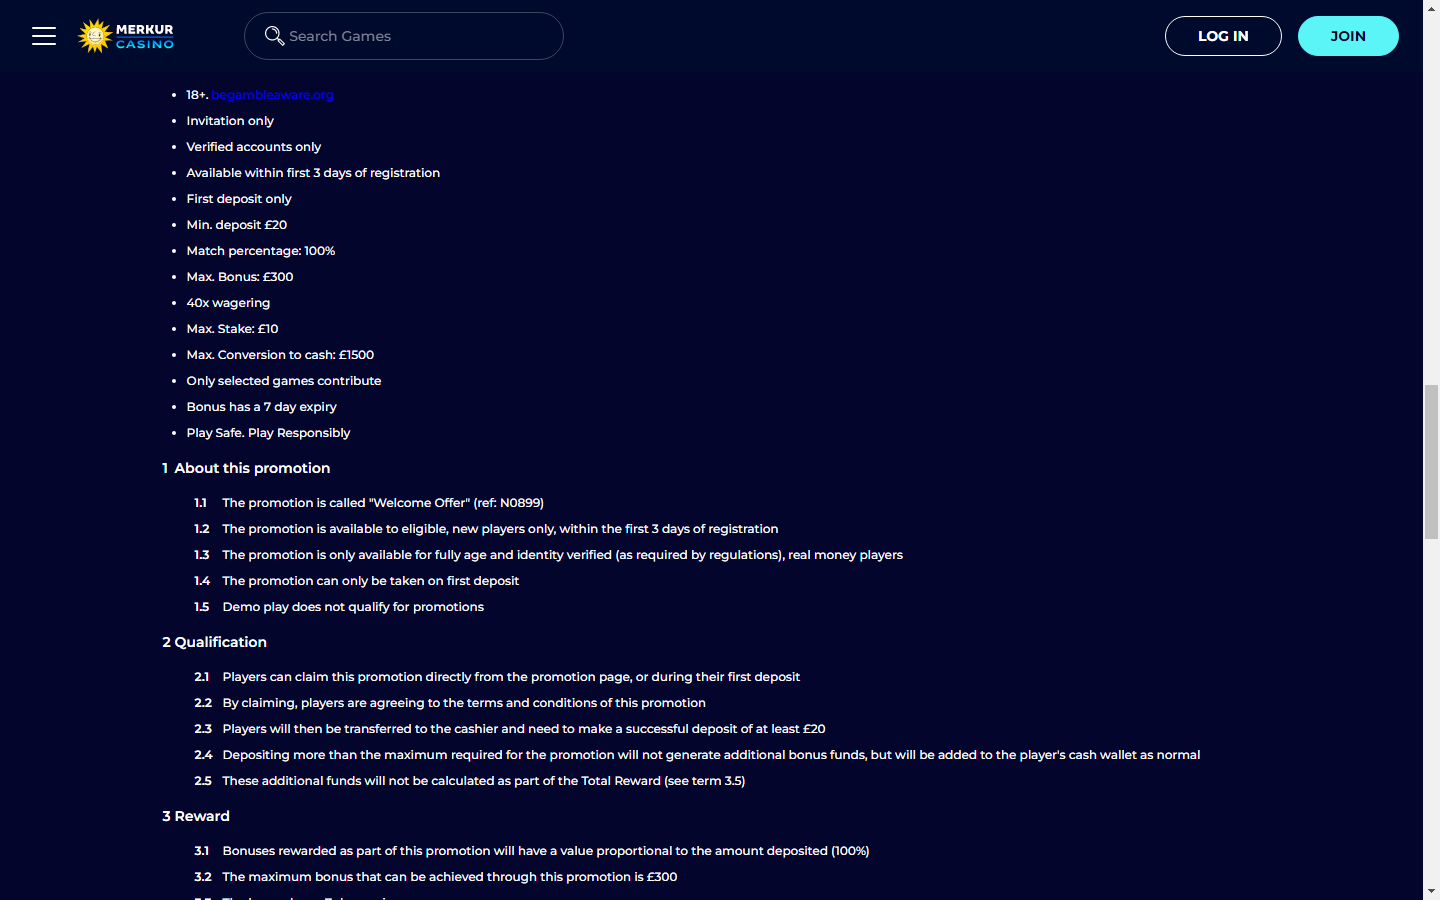 MERKUR
CASINO
Search Games
LOG IN
JOIN
18+. begambleaware.org
Invitation only
Verified accounts only
Available within first 3 days of registration
First deposit only
Min. deposit £20
Match percentage: 100%
Max. Bonus: £300
40x wagering
Max. Stake: £10
Max. Conversion to cash: £1500
Only selected games contribute
Bonus has a 7 day expiry
Play Safe. Play Responsibly
1 About this promotion
1.1 The promotion is called "Welcome Offer" (ref: N0899)
1.2 The promotion is available to eligible, new players only, within the first 3 days of registration
1.3 The promotion is only available for fully age and identity verified (as required by regulations), real money players
1.4 The promotion can only be taken on first deposit
1.5 Demo play does not qualify for promotions
2 Qualification
2.1 Players can claim this promotion directly from the promotion page, or during their first deposit
2.2 By claiming, players are agreeing to the terms and conditions of this promotion
2.3 Players will then be transferred to the cashier and need to make a successful deposit of at least £20
2.4 Depositing more than the maximum required for the promotion will not generate additional bonus funds, but will be added to the player's cash wallet as normal
2.5 These additional funds will not be calculated as part of the Total Reward (see term 3.5)
3 Reward
3.1 Bonuses rewarded as part of this promotion will have a value proportional to the amount deposited (100%)
3.2 The maximum bonus that can be achieved through this promotion is £300